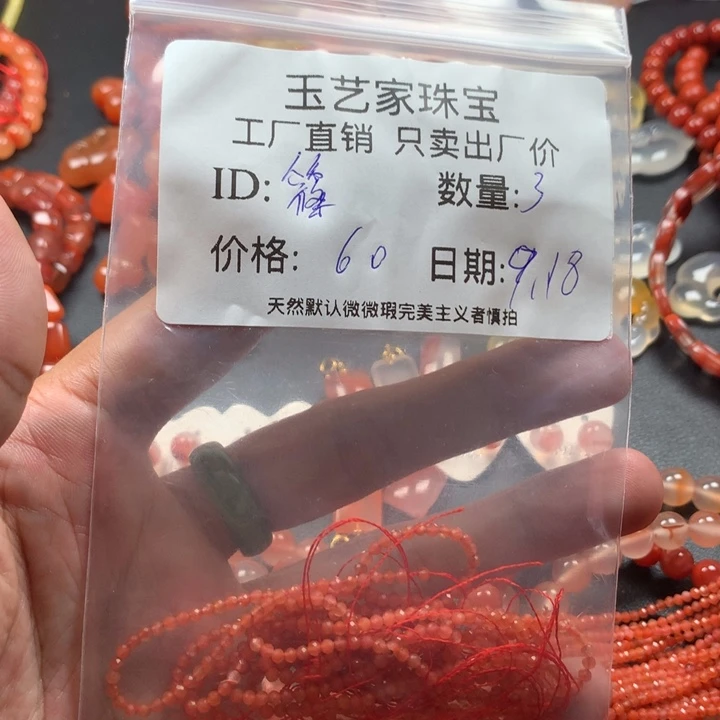 玉艺家珠宝
工厂直销 只卖出厂价
ID: 数量:3
价格: 60 日期:9.18
天然默认微微瑕完美主义者慎拍